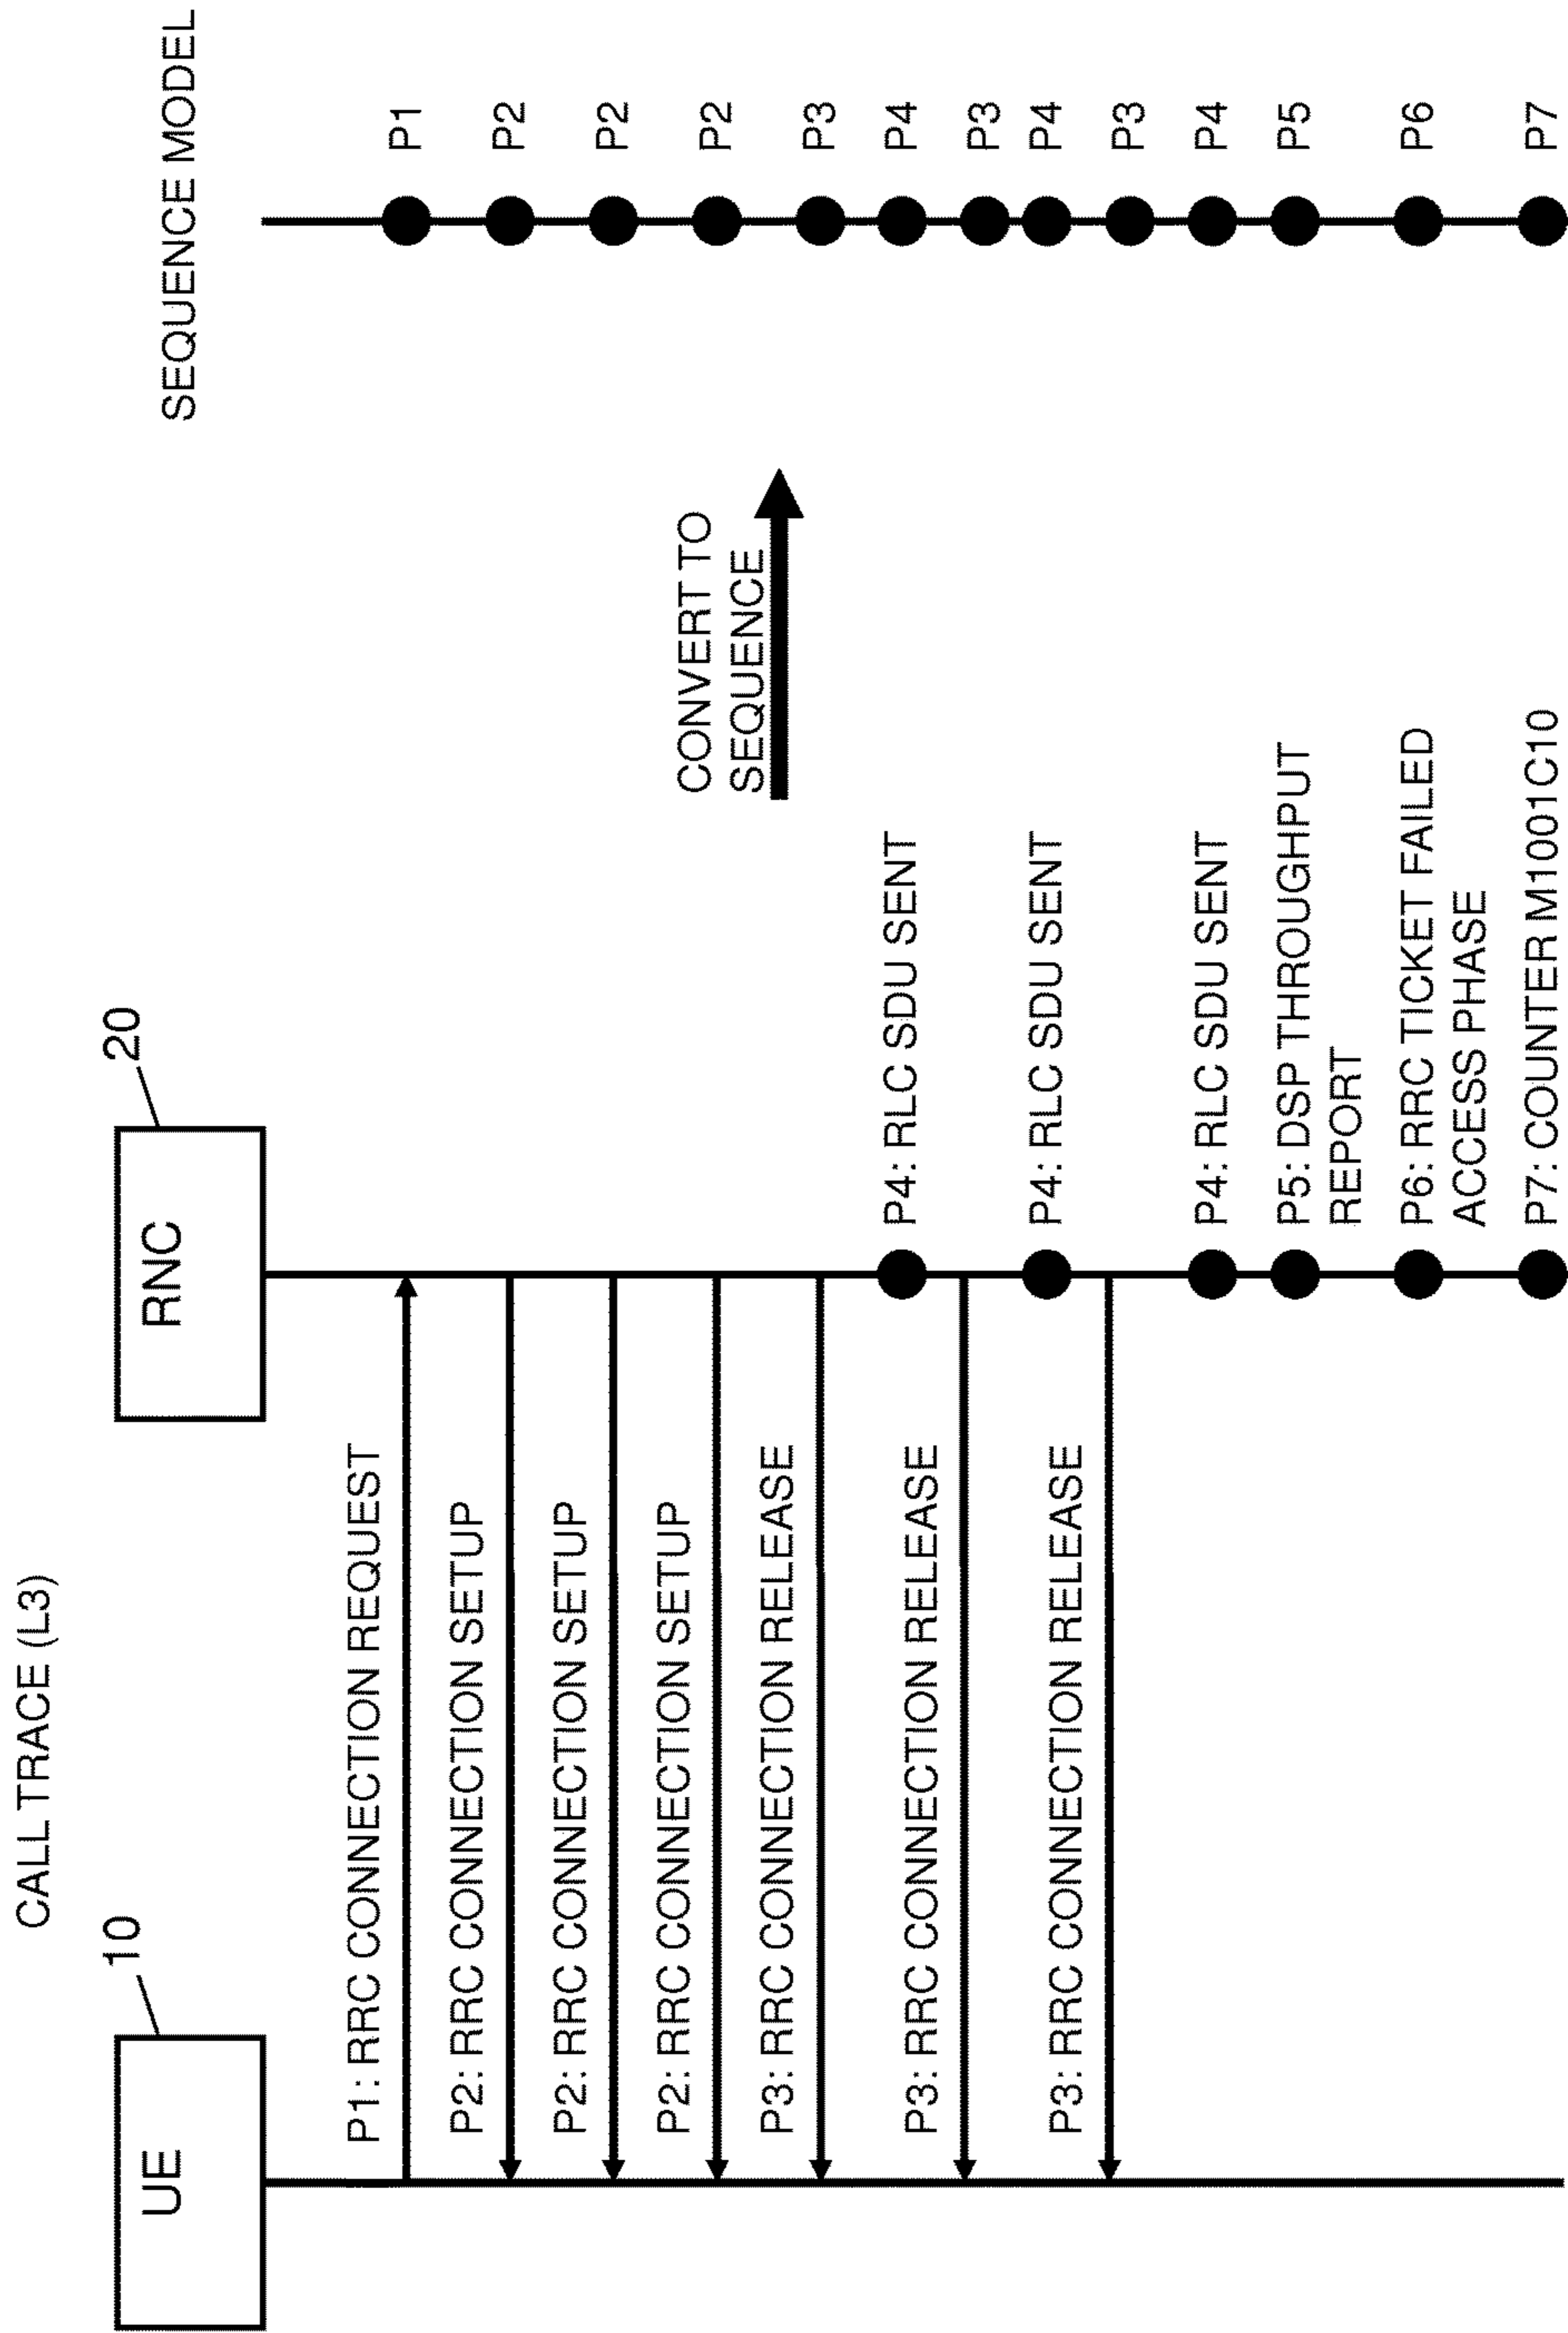 CALL TRACE (L3)
SEQUENCE MODEL
10
20
UE
RNC
P1: RRC CONNECTION REQUEST
P1
P2: RRC CONNECTION SETUP
P2
P2: RRC CONNECTION SETUP
P2
P2: RRC CONNECTION SETUP
P2
CONVERT TO
SEQUENCE
P3: RRC CONNECTION RELEASE
P3
P4: RLC SDU SENT
P4
P3: RRC CONNECTION RELEASE
P3
P4: RLC SDU SENT
P4
P3: RRC CONNECTION RELEASE
P3
P4: RLC SDU SENT
P4
P5: DSP THROUGHPUT
REPORT
P5
P6: RRC TICKET FAILED
ACCESS PHASE
P6
P7: COUNTER M1001C10
P7